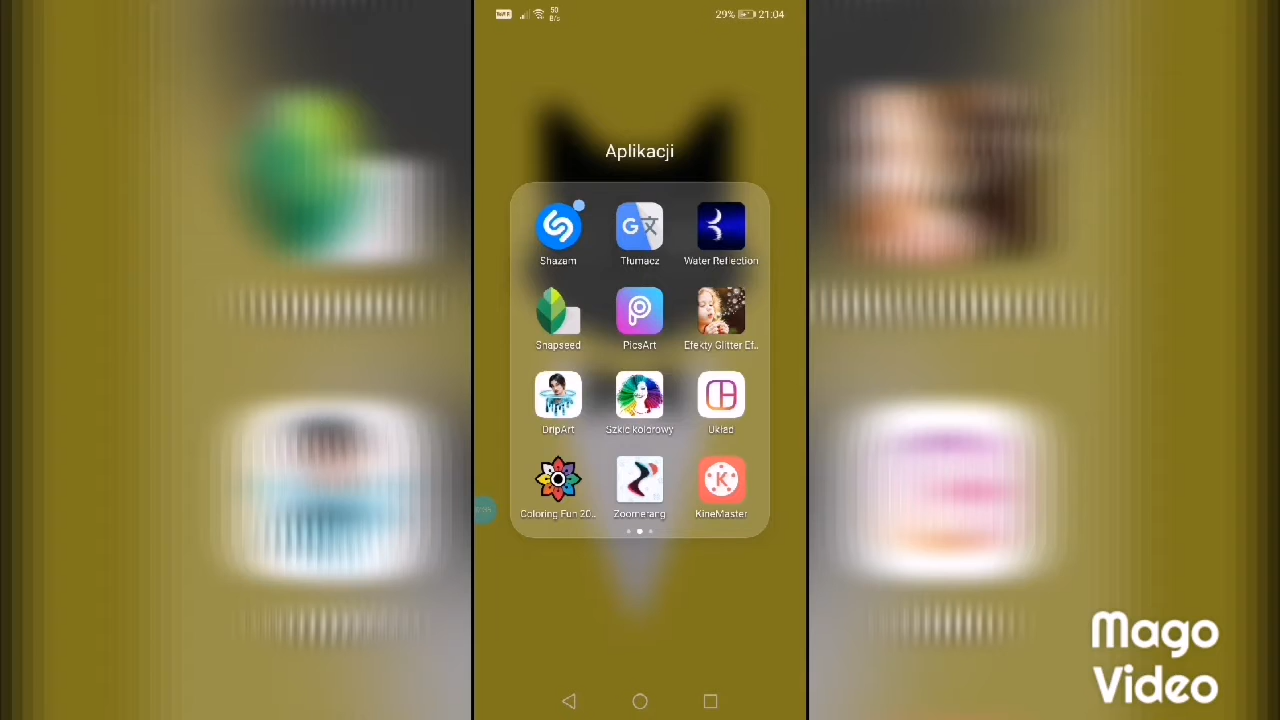 50
B/s
29%
21:04
Aplikacji
Shazam
Tłumacz
Water Reflection
Snapseed
PicsArt
Efekty Glitter Ef..
DripArt
Szkic kolorowy
Układ
Coloring Fun 20..
Zoomerang
KineMaster
Mago
Video